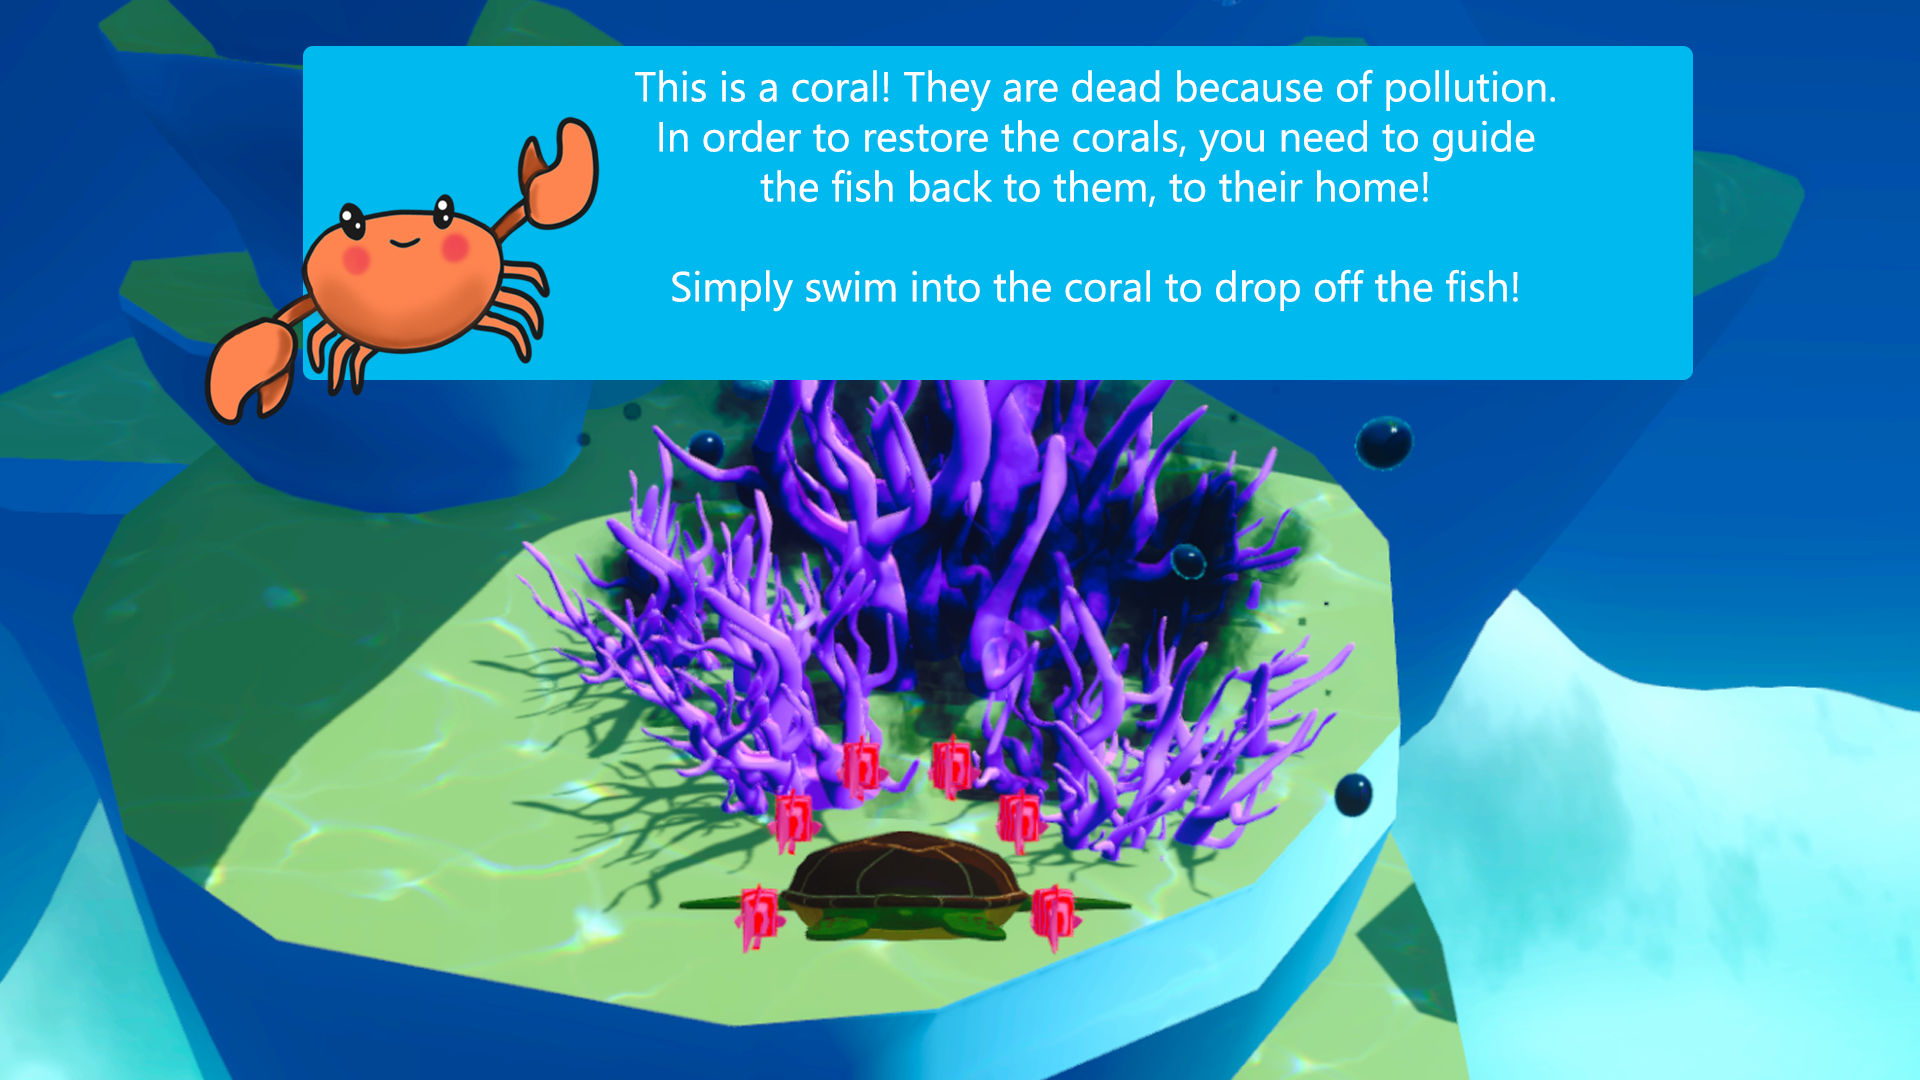 This is a coral! They are dead because of pollution.
In order to restore the corals, you need to guide
the fish back to them, to their home!
Simply swim into the coral to drop off the fish!